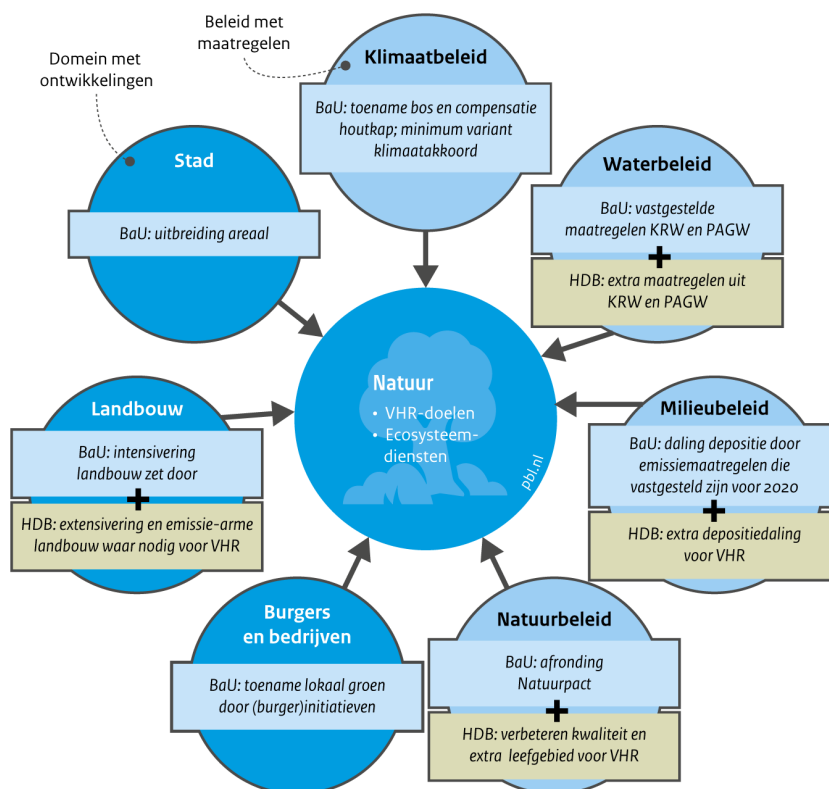 Beleid met
maatregelen
Domein met
ontwikkelingen
Klimaatbeleid
BaU: toename bos en compensatie
houtkap; minimum variant
klimaatakkoord
Stad
BaU: uitbreiding areaal
Waterbeleid
BaU: vastgestelde
maatregelen KRW en PAGW
+
HDB: extra maatregelen uit
KRW en PAGW
Natuur
• VHR-doelen
• Ecosysteem-
diensten
pbl.nl
Landbouw
BaU: intensivering
landbouw zet door
+
HDB: extensivering en emissie-arme
landbouw waar nodig voor VHR
Milieubeleid
BaU: daling depositie door
emissiemaatregelen die
vastgesteld zijn voor 2020
+
HDB: extra depositiedaling
voor VHR
Burgers
en bedrijven
BaU: toename lokaal groen
door (burger)initiatieven
Natuurbeleid
BaU: afronding
Natuurpact
+
HDB: verbeteren kwaliteit en
extra leefgebied voor VHR